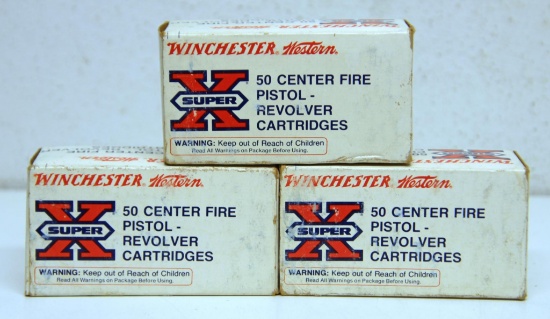 WINCHESTER Western
X
SUPER
50 CENTER FIRE
PISTOL -
REVOLVER
CARTRIDGES
WARNING: Keep out of Reach of Children
Read All Warnings on Package Before Using.
WINCHESTER Western
X
SUPER
50 CENTER FIRE
PISTOL -
REVOLVER
CARTRIDGES
WARNING: Keep out of Reach of Children
Read All Warnings on Package Before Using.
WINCHESTER Western
X
SUPER
50 CENTER FIRE
PISTOL -
REVOLVER
CARTRIDGES
WARNING: Keep out of Reach of Children
Read All Warnings on Package Before Using.